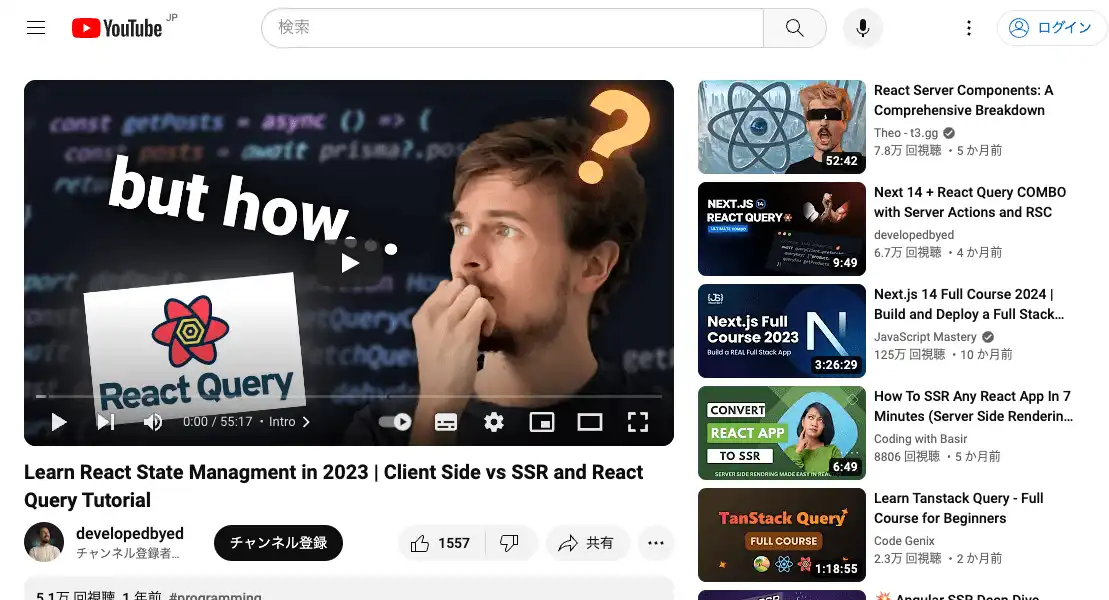 YouTube JP
検索
ログイン
const getPosts = async () => {
const posts = await prisma?.pos
but how...
?
React Query
0:00 / 55:17 • Intro
Learn React State Managment in 2023 | Client Side vs SSR and React
Query Tutorial
developedbyed
チャンネル登録者...
チャンネル登録
1557
共有
5.1万 回視聴 1 年前 #programming
React Server Components: A
Comprehensive Breakdown
Theo - t3.gg
7.8万 回視聴 ・5 か月前
52:42
NEXT.JS 14
REACT QUERY
ULTIMATE COMBO
9:49
Next 14 + React Query COMBO
with Server Actions and RSC
developedbyed
6.7万 回視聴 ・4 か月前
Next.js Full
Course 2023
Build a REAL Full Stack App
N
3:26:29
Next.js 14 Full Course 2024 |
Build and Deploy a Full Stack...
JavaScript Mastery
125万 回視聴 ・10 か月前
CONVERT
REACT APP
TO SSR
SERVER SIDE RENDRING MADE EASY IN REA
6:49
How To SSR Any React App In 7
Minutes (Server Side Renderin...
Coding with Basir
8806 回視聴 ・5 か月前
TanStack Query
FULL COURSE
1:18:55
Learn Tanstack Query - Full
Course for Beginners
Code Genix
2.3万 回視聴 ・2 か月前
Angular SSR Deep Dive